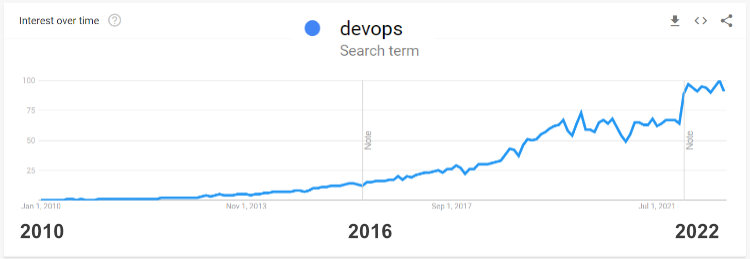 Interest over time
devops
Search term
100
75
50
25
Note
Note
Jan 1, 2010
Nov 1, 2013
Sep 1, 2017
Jul 1, 2021
2010
2016
2022